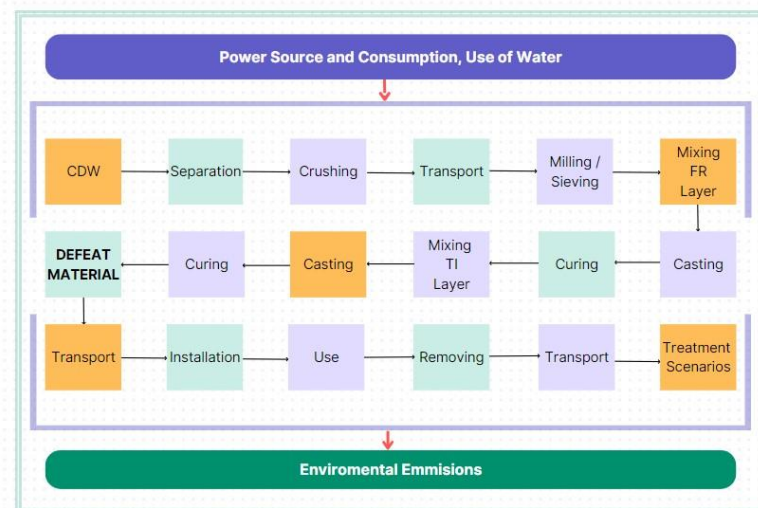 Power Source and Consumption, Use of Water
CDW
Separation
Crushing
Transport
Milling /
Sieving
Mixing
FR
Layer
DEFEAT
MATERIAL
Curing
Casting
Mixing
TI
Layer
Curing
Casting
Transport
Installation
Use
Removing
Transport
Treatment
Scenarios
Enviromental Emmisions